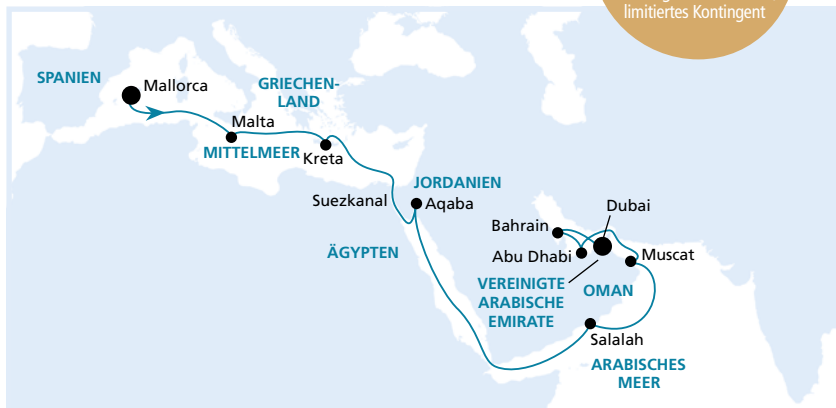 limitiertes Kontingent
SPANIEN
Mallorca
GRIECHEN-
LAND
Malta
MITTELMEER
Kreta
JORDANIEN
Suezkanal
Aqaba
Dubai
Bahrain
ÄGYPTEN
Abu Dhabi
Muscat
VEREINIGTE
ARABISCHE
EMIRATE
OMAN
Salalah
ARABISCHES
MEER